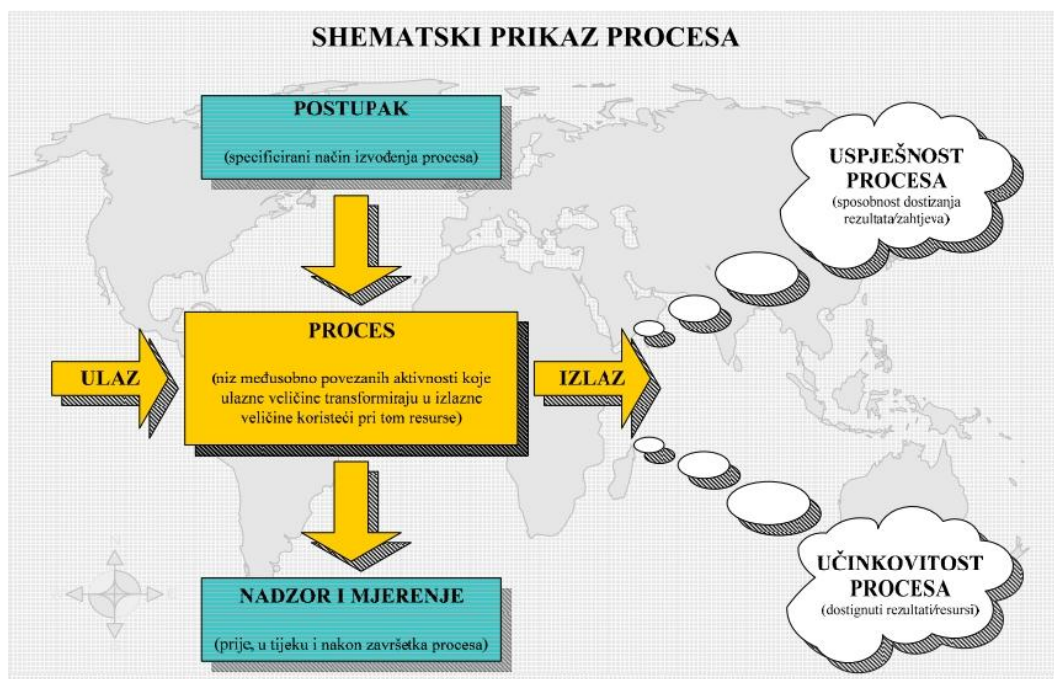 SHEMATSKI PRIKAZ PROCESA
POSTUPAK
(specificirani način izvođenja procesa)
USPJEŠNOST
PROCESA
(sposobnost dostizanja
rezultata/zahtjeva)
ULAZ
PROCES
(niz međusobno povezanih aktivnosti koje
ulazne veličine transformiraju u izlazne
veličine koristeći pri tom resurse)
IZLAZ
NADZOR I MJERENJE
(prije, u tijeku i nakon završetka procesa)
UČINKOVITOST
PROCESA
(dostignuti rezultati/resursi)